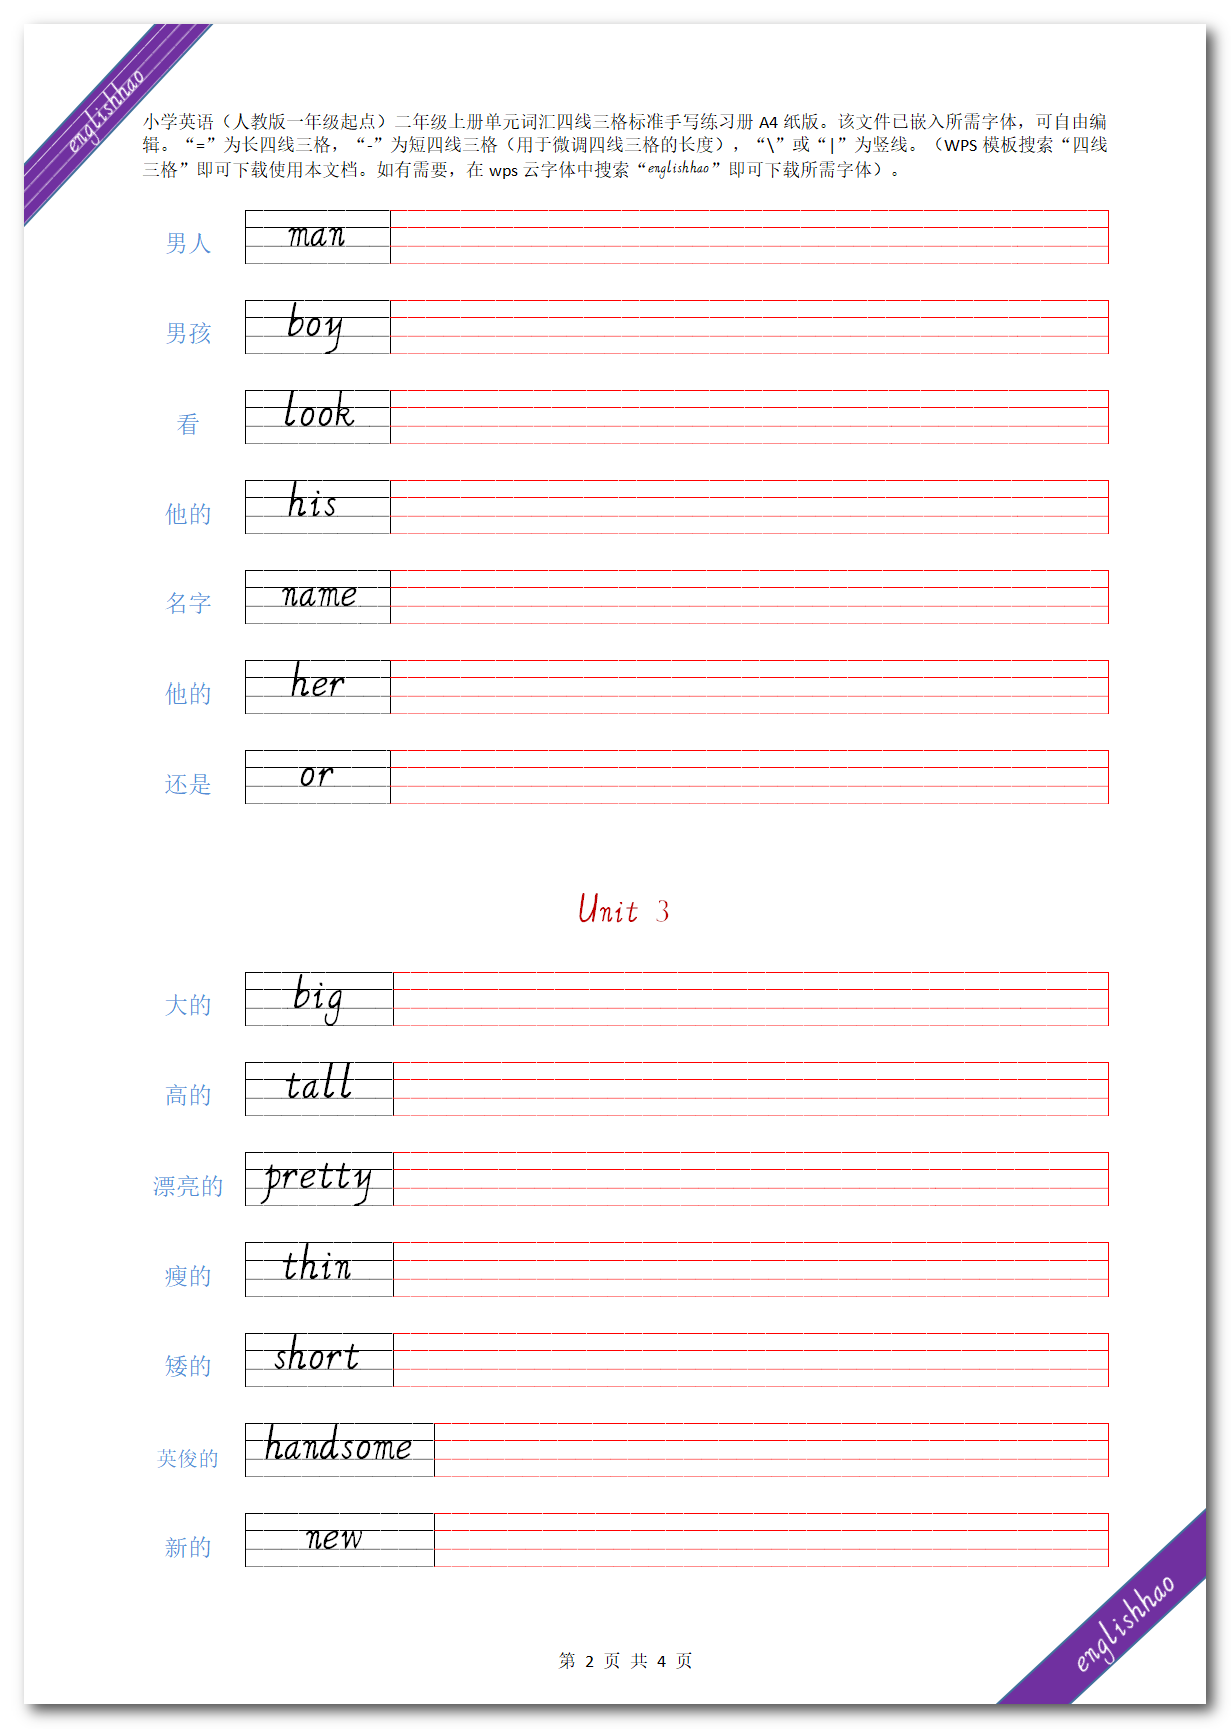 englishhao
小学英语（人教版一年级起点）二年级上册单元词汇四线三格标准手写练习册 A4 纸版。该文件已嵌入所需字体，可自由编
辑。“=”为长四线三格，“-”为短四线三格（用于微调四线三格的长度），“\”或“|”为竖线。（WPS 模板搜索“四线
三格”即可下载使用本文档。如有需要，在 wps 云字体中搜索“englishhao”即可下载所需字体）。
男人 man
男孩 boy
看 look
他的 his
名字 name
他的 her
还是 or
Unit 3
大的 big
高的 tall
漂亮的 pretty
瘦的 thin
矮的 short
英俊的 handsome
新的 new
englishhao
第 2 页 共 4 页